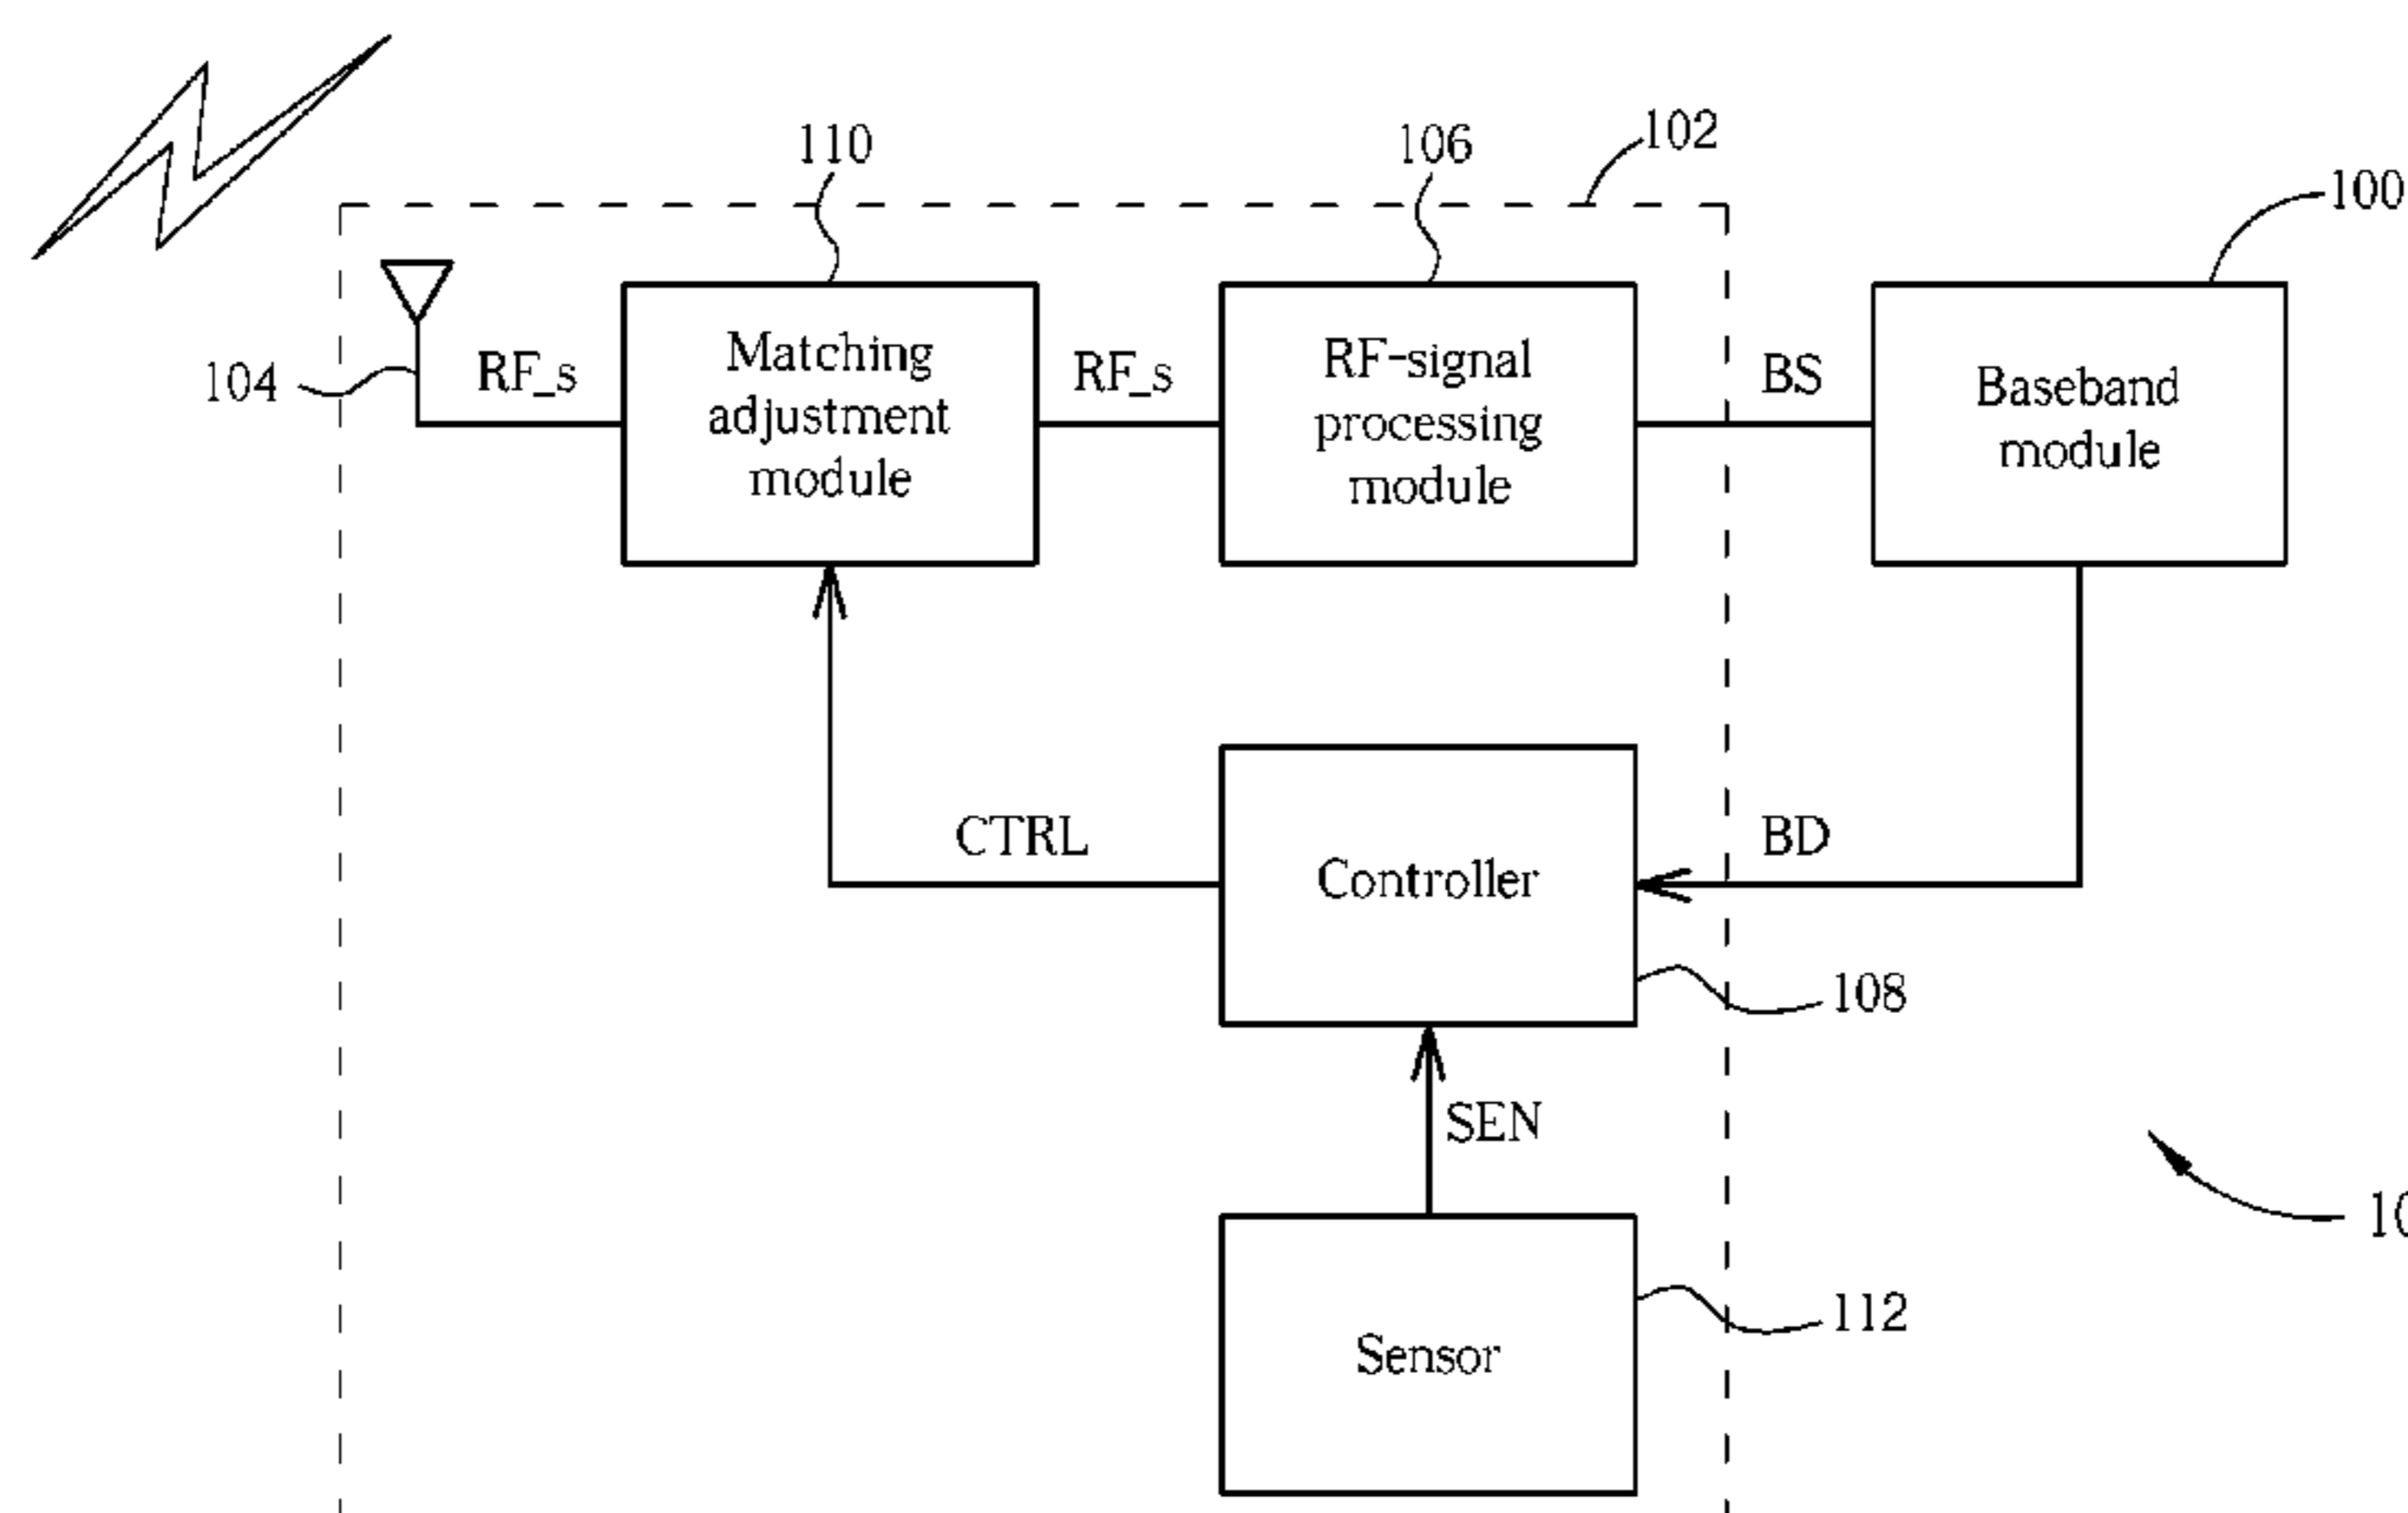 110
106
102
100
104
RF_s
Matching
adjustment
module
RF_s
RF-signal
processing
module
BS
Baseband
module
CTRL
Controller
BD
108
SEN
10
112
Sensor